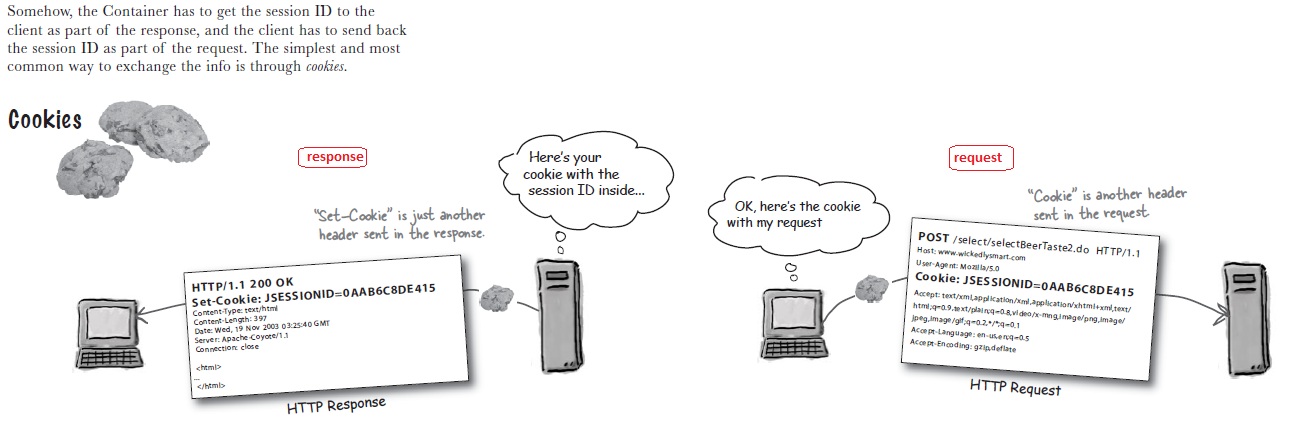 Somehow, the Container has to get the session ID to the
client as part of the response, and the client has to send back
the session ID as part of the request. The simplest and most
common way to exchange the info is through cookies.
Cookies
response
Here's your
cookie with the
session ID inside...
"Set-Cookie" is just another
header sent in the response.
HTTP/1.1 200 OK
Set-Cookie: JSESSIONID=0AAB6C8DE415
Content-Type: text/html
Content-Length: 397
Date: Wed, 19 Nov 2003 03:25:40 GMT
Server: Apache-Coyote/1.1
Connection: close
<html>
...
</html>
HTTP Response
request
OK, here's the cookie
with my request
"Cookie" is another header
sent in the request.
POST /select/selectBeerTaste2.do HTTP/1.1
Host: www.wickedlysmart.com
User-Agent: Mozilla/5.0
Cookie: JSESSIONID=0AAB6C8DE415
Accept: text/xml,application/xml,application/xhtml+xml,text/
html;q=0.9,text/plain;q=0.8,video/x-mng,image/png,image/
jpeg,image/gif;q=0.2,*/*;q=0.1
Accept-Language: en-us,en;q=0.5
Accept-Encoding: gzip,deflate
HTTP Request